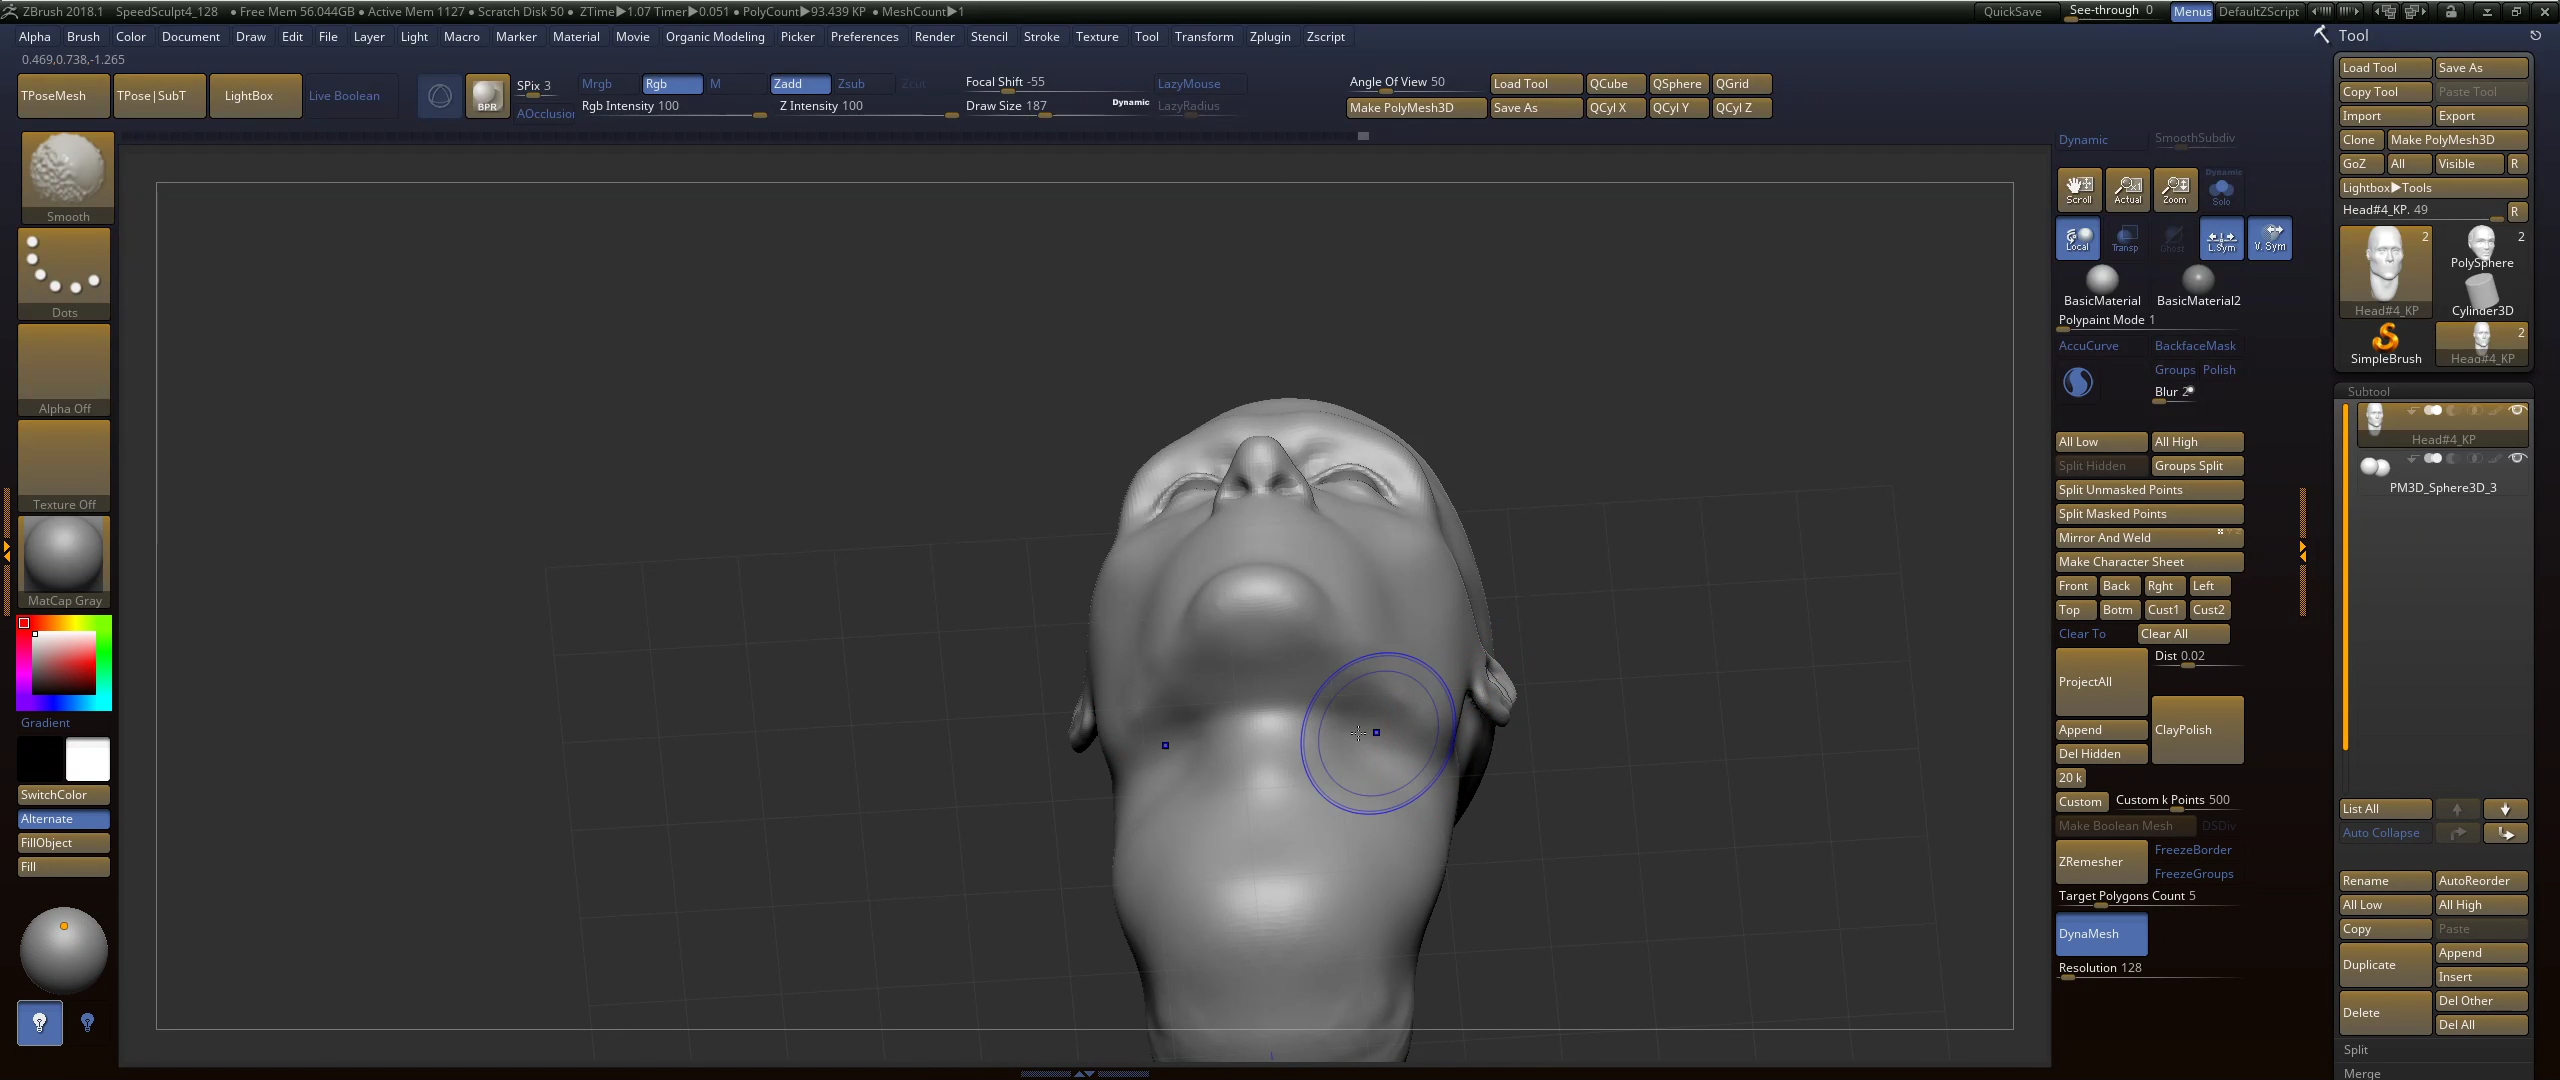 ZBrush 2018.1 SpeedSculpt4_128 • Free Mem 56.044GB • Active Mem 1127 • Scratch Disk 50 • ZTime▶1.07 Timer▶0.051 • PolyCount▶93.439 KP • MeshCount▶1 QuickSave See-through 0 Menus DefaultZScript
Alpha Brush Color Document Draw Edit File Layer Light Macro Marker Material Movie Organic Modeling Picker Preferences Render Stencil Stroke Texture Tool Transform Zplugin Zscript
0.469,0.738,-1.265
TPoseMesh TPose|SubT LightBox Live Boolean
BPR
SPix 3
AOcclusion
Mrgb Rgb M Zadd Zsub Zcut
Rgb Intensity 100 Z Intensity 100
Focal Shift -55
Draw Size 187 Dynamic
LazyMouse
LazyRadius
Angle Of View 50 Load Tool QCube QSphere QGrid
Make PolyMesh3D Save As QCyl X QCyl Y QCyl Z
Smooth
Dots
Alpha Off
Texture Off
MatCap Gray
Gradient
SwitchColor
Alternate
FillObject
Fill
Dynamic SmoothSubdiv
Scroll Actual Zoom Dynamic Solo
Local Transp Ghost L.Sym V. Sym
BasicMaterial BasicMaterial2
Polypaint Mode 1
AccuCurve BackfaceMask
Groups Polish
Blur 2
All Low All High
Split Hidden Groups Split
Split Unmasked Points
Split Masked Points
Mirror And Weld
Make Character Sheet
Front Back Rght Left
Top Botm Cust1 Cust2
Clear To Clear All
ProjectAll Dist 0.02
Append ClayPolish
Del Hidden
20 k
Custom Custom k Points 500
Make Boolean Mesh DSDiv
ZRemesher FreezeBorder
FreezeGroups
Target Polygons Count 5
DynaMesh
Resolution 128
Tool
Load Tool Save As
Copy Tool Paste Tool
Import Export
Clone Make PolyMesh3D
GoZ All Visible R
Lightbox▶Tools
Head#4_KP. 49 R
2 2
PolySphere
Head#4_KP Cylinder3D
2
SimpleBrush Head#4_KP
Subtool
Head#4_KP
PM3D_Sphere3D_3
List All
Auto Collapse
Rename AutoReorder
All Low All High
Copy Paste
Duplicate Append
Insert
Delete Del Other
Del All
Split
Merge